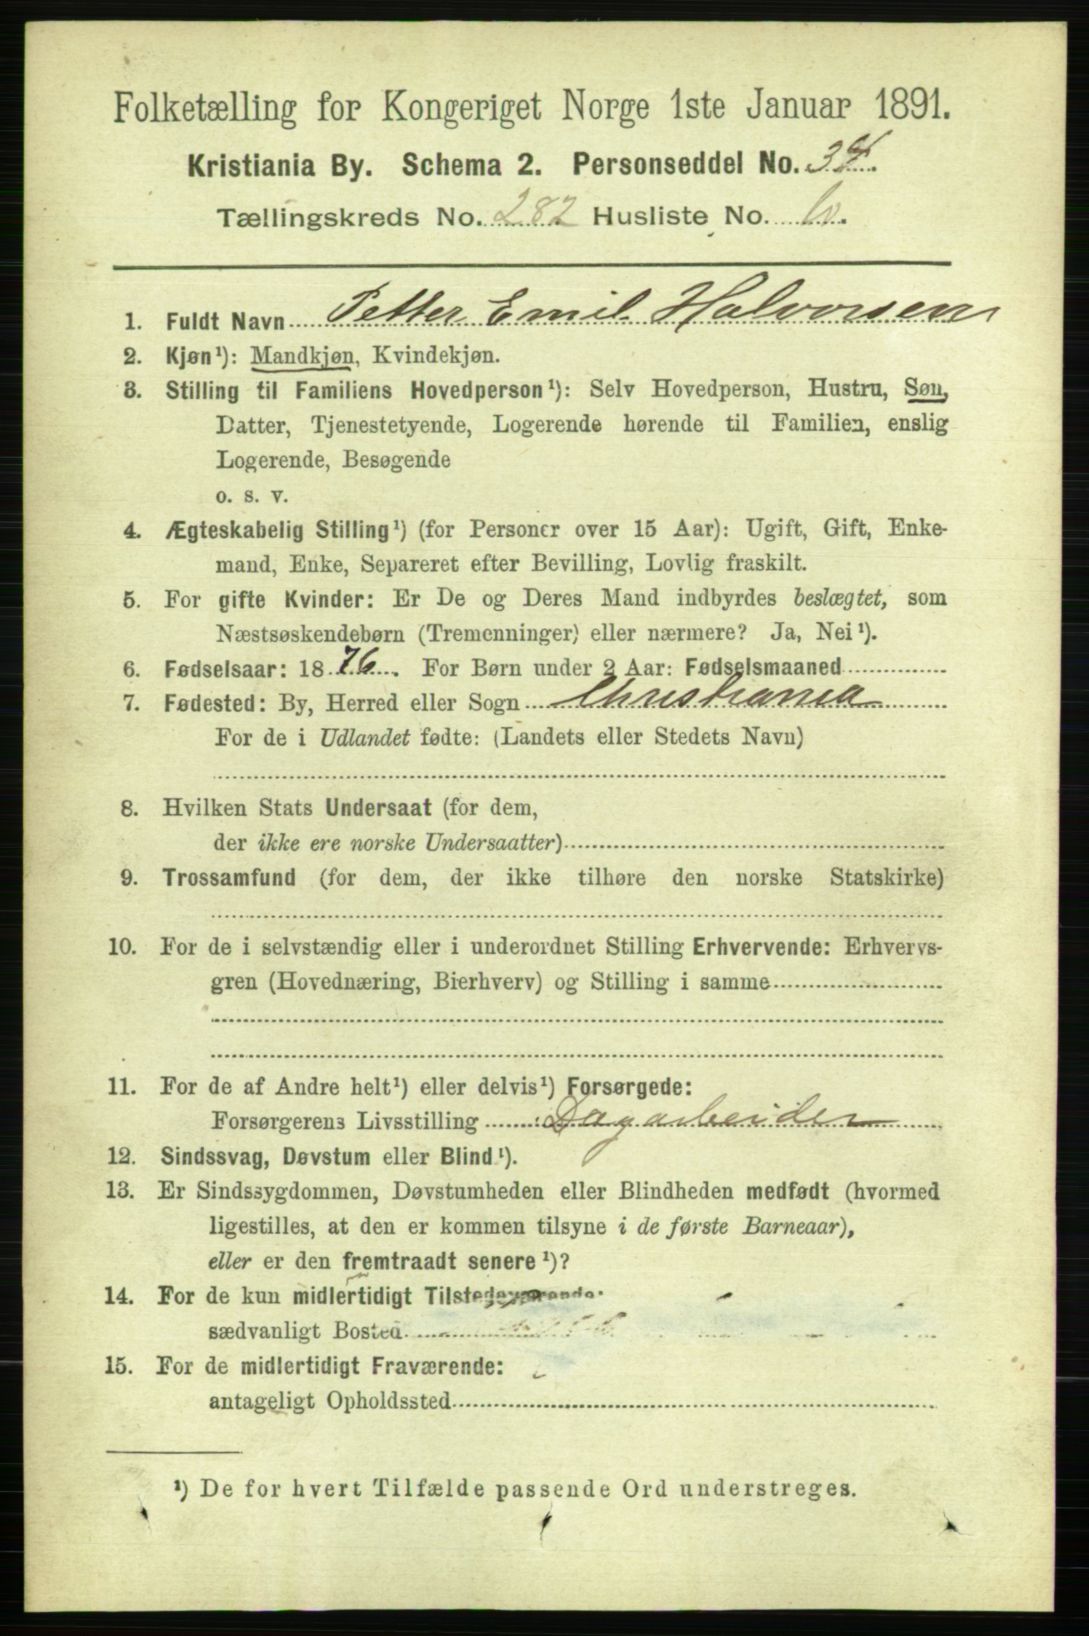 Folketælling for Kongeriget Norge 1ste Januar 1891.
Kristiania By. Schema 2. Personseddel No. 34.
Tællingskreds No. 282 Husliste No.
1. Fuldt Navn Petter Emil Halvorsen
2. Kjøn¹): Mandkjøn, Kvindekjøn.
3. Stilling til Familiens Hovedperson¹): Selv Hovedperson, Hustru, Søn,
Datter, Tjenestetyende, Logerende hørende til Familien, enslig
Logerende, Besøgende
o. s. v.
4. Ægteskabelig Stilling¹) (for Personer over 15 Aar): Ugift, Gift, Enke-
mand, Enke, Separeret efter Bevilling, Lovlig fraskilt.
5. For gifte Kvinder: Er De og Deres Mand indbyrdes beslægtet, som
Næstsøskendebørn (Tremenninger) eller nærmere? Ja, Nei¹).
6. Fødselsaar: 1876. For Børn under 2 Aar: Fødselsmaaned
7. Fødested: By, Herred eller Sogn Christiania
For de i Udlandet fødte: (Landets eller Stedets Navn)
8. Hvilken Stats Undersaat (for dem,
der ikke ere norske Undersaatter)
9. Trossamfund (for dem, der ikke tilhøre den norske Statskirke)
10. For de i selvstændig eller i underordnet Stilling Erhvervende: Erhvervs-
gren (Hovednæring, Bierhverv) og Stilling i samme
11. For de af Andre helt¹) eller delvis¹) Forsørgede:
Forsørgerens Livsstilling Dagarbeider
12. Sindssvag, Døvstum eller Blind¹).
13. Er Sindssygdommen, Døvstumheden eller Blindheden medfødt (hvormed
ligestilles, at den er kommen tilsyne i de første Barneaar),
eller er den fremtraadt senere¹)?
14. For de kun midlertidigt Tilstedeværende:
sædvanligt Bosted
15. For de midlertidigt Fraværende:
antageligt Opholdssted
¹) De for hvert Tilfælde passende Ord understreges.